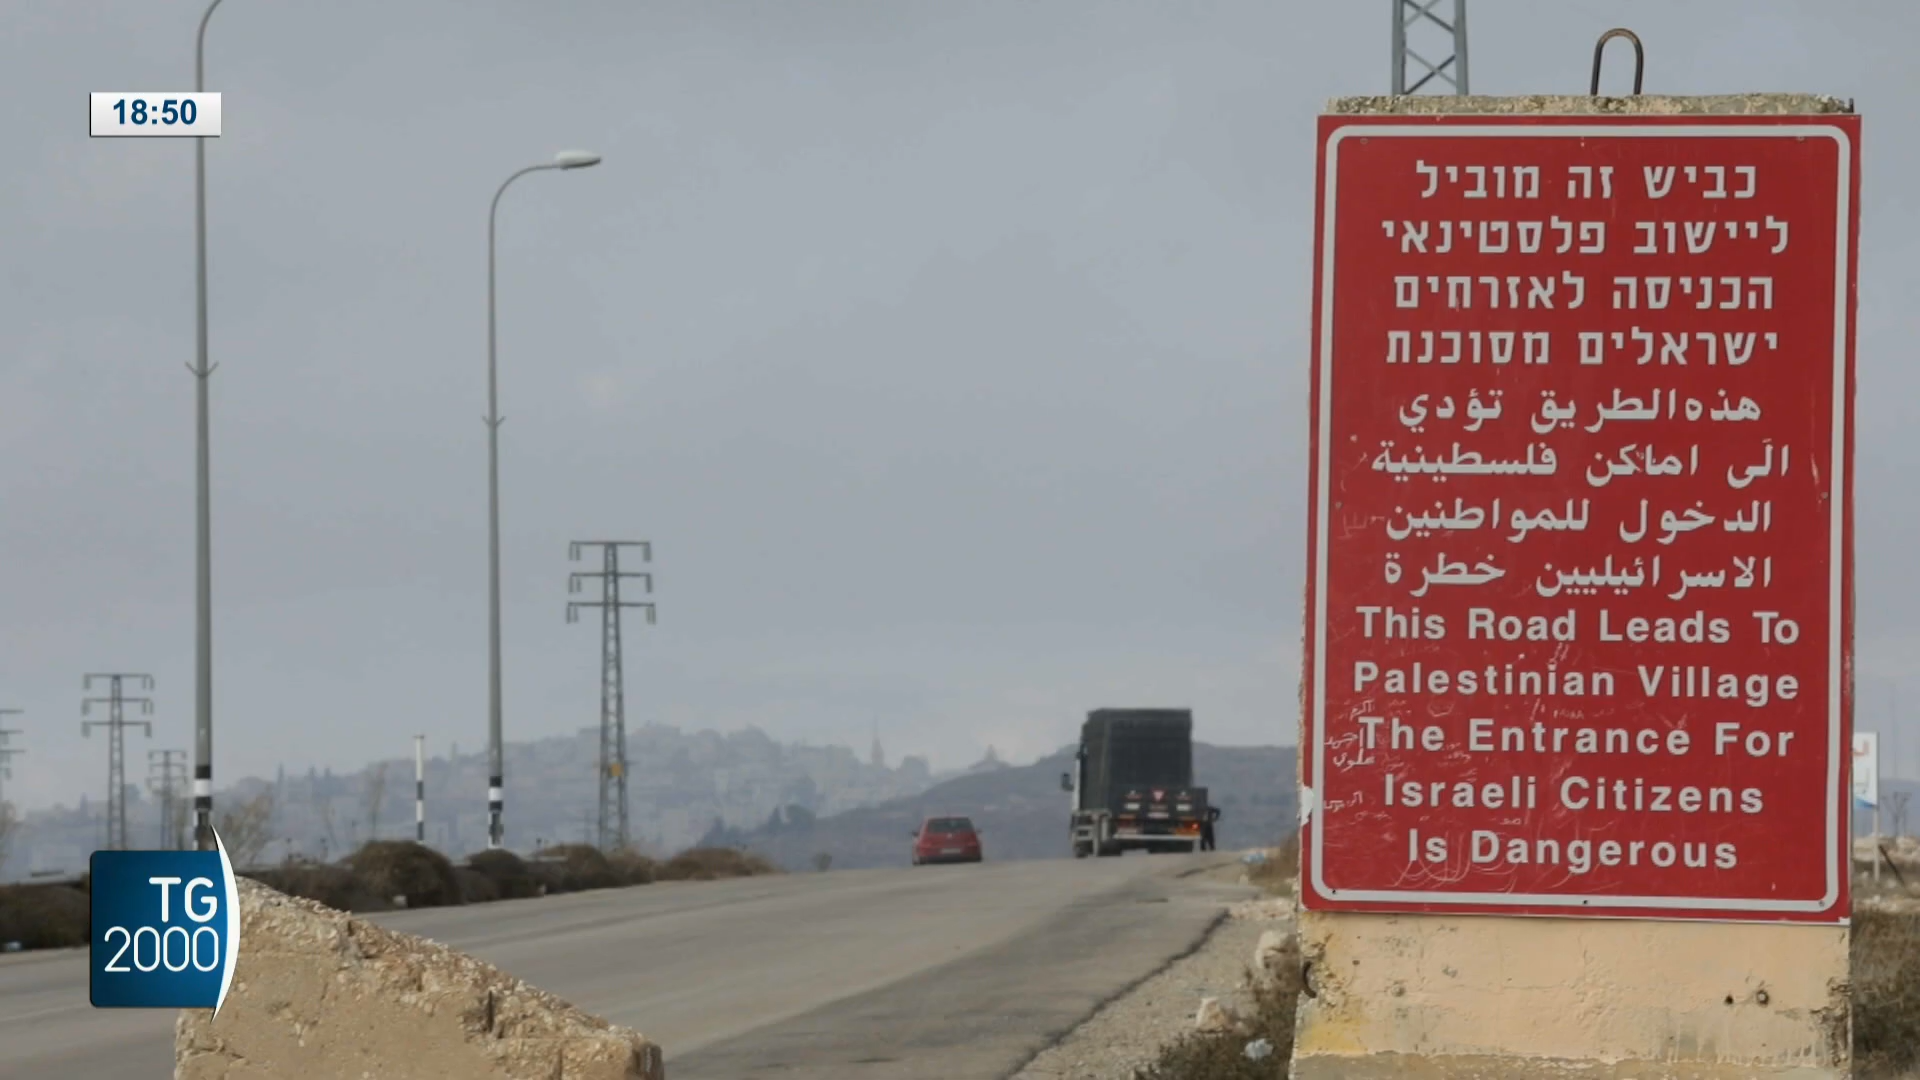 18:50
כביש זה מוביל
ליישוב פלסטינאי
הכניסה לאזרחים
ישראלים מסוכנת
هذه الطريق تؤدي
الى اماكن فلسطينية
الدخول للمواطنين
الاسرائيليين خطرة
This Road Leads To
Palestinian Village
The Entrance For
Israeli Citizens
Is Dangerous
TG
2000